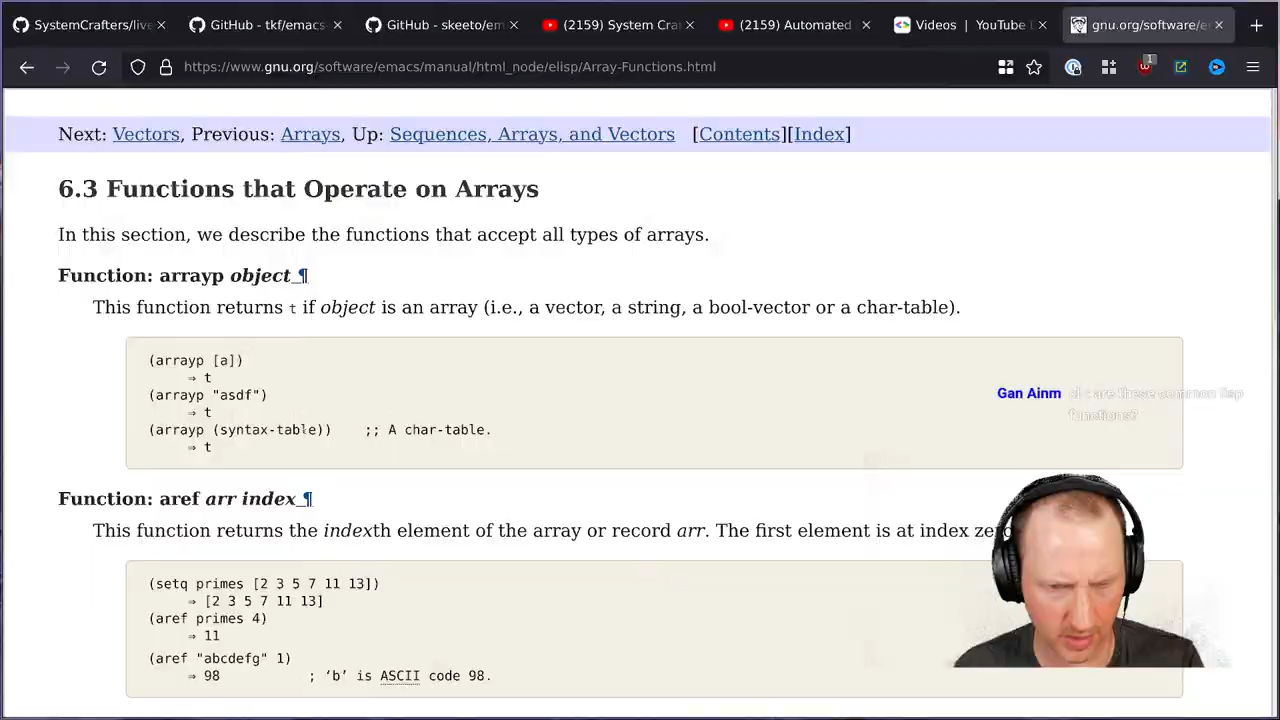 SystemCrafters/live
GitHub - tkf/emacs-
GitHub - skeeto/em
(2159) System Cra
(2159) Automated
Videos | YouTube
gnu.org/software/e
https://www.gnu.org/software/emacs/manual/html_node/elisp/Array-Functions.html
1
Next: Vectors, Previous: Arrays, Up: Sequences, Arrays, and Vectors [Contents][Index]
6.3 Functions that Operate on Arrays
In this section, we describe the functions that accept all types of arrays.
Function: arrayp object ¶
This function returns t if object is an array (i.e., a vector, a string, a bool-vector or a char-table).
(arrayp [a])
⇒ t
(arrayp "asdf")
⇒ t
(arrayp (syntax-table)) ;; A char-table.
⇒ t
Gan Ainm are these common lisp
functions?
Function: aref arr index ¶
This function returns the indexth element of the array or record arr. The first element is at index zero
(setq primes [2 3 5 7 11 13])
⇒ [2 3 5 7 11 13]
(aref primes 4)
⇒ 11
(aref "abcdefg" 1)
⇒ 98 ; ‘b’ is ASCII code 98.